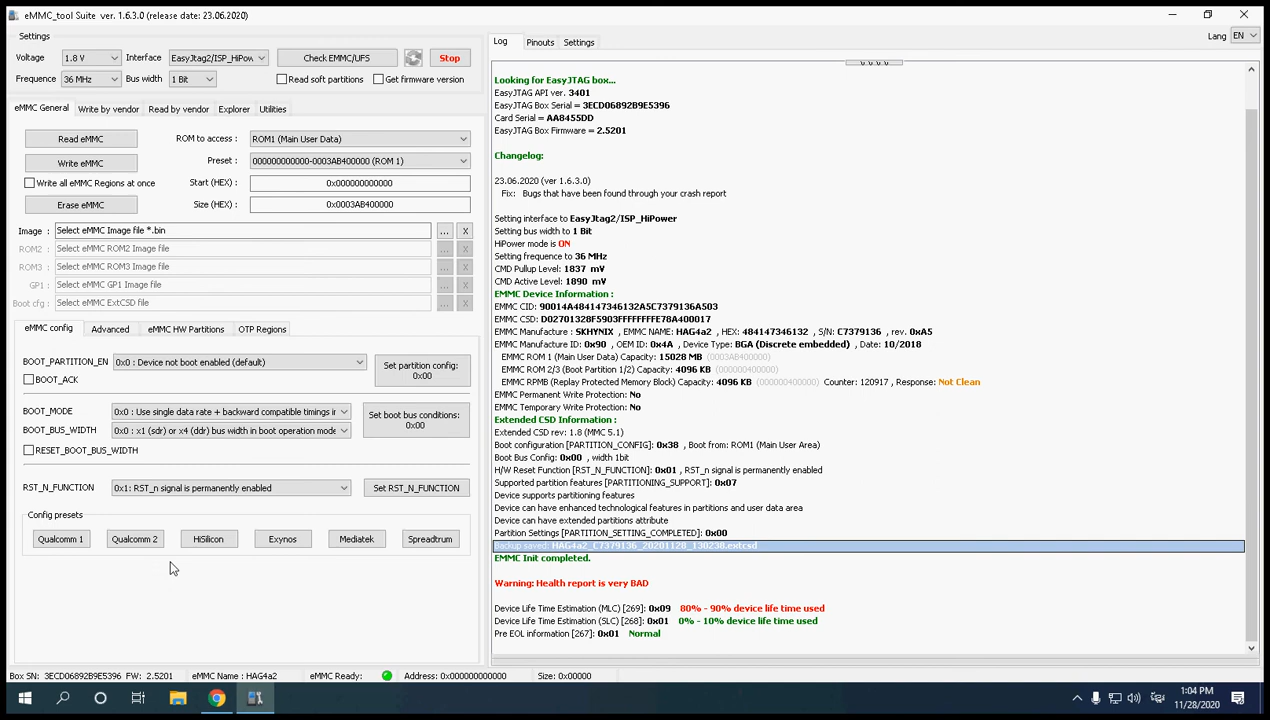 eMMC_tool Suite ver. 1.6.3.0 (release date: 23.06.2020)
Settings
Voltage 1.8 V Interface EasyJtag2/ISP_HiPow Check EMMC/UFS Stop
Frequency 36 MHz Bus width 1 Bit Read soft partitions Get firmware version
eMMC General Write by vendor Read by vendor Explorer Utilities
Read eMMC ROM to access : ROM1 (Main User Data)
Write eMMC Preset : 000000000000-0003AB400000 (ROM 1)
Write all eMMC Regions at once Start (HEX) : 0x000000000000
Erase eMMC Size (HEX) : 0x0003AB400000
Image : Select eMMC Image file *.bin ... X
ROM2: Select eMMC ROM2 Image file ... X
ROM3: Select eMMC ROM3 Image file ... X
GP1 : Select eMMC GP1 Image file ... X
Boot cfg : Select eMMC ExtCSD file ... X
eMMC config Advanced eMMC HW Partitions OTP Regions
BOOT_PARTITION_EN 0x0 : Device not boot enabled (default) Set partition config: 0x00
BOOT_ACK
BOOT_MODE 0x0 : Use single data rate + backward compatible timings i Set boot bus conditions: 0x00
BOOT_BUS_WIDTH 0x0 : x1 (sdr) or x4 (ddr) bus width in boot operation mode
RESET_BOOT_BUS_WIDTH
RST_N_FUNCTION 0x1: RST_n signal is permanently enabled Set RST_N_FUNCTION
Config presets
Qualcomm 1 Qualcomm 2 HiSilicon Exynos Mediatek Spreadtrum
Log Pinouts Settings Lang EN
Looking for EasyJTAG box...
EasyJTAG API ver. 3401
EasyJTAG Box Serial = 3ECD06892B9E5396
Card Serial = AA8455DD
EasyJTAG Box Firmware = 2.5201
Changelog:
23.06.2020 (ver 1.6.3.0)
Fix: Bugs that have been found through your crash report
Setting interface to EasyJtag2/ISP_HiPower
Setting bus width to 1 Bit
HiPower mode is ON
Setting frequency to 36 MHz
CMD Pullup Level: 1837 mV
CMD Active Level: 1890 mV
EMMC Device Information :
EMMC CID: 90014A484147346132A5C7379136A503
EMMC CSD: D02701328F5903FFFFFFFFE78A400017
EMMC Manufacture : SKHYNIX , EMMC NAME: HAG4a2 , HEX: 484147346132 , S/N: C7379136 , rev. 0xA5
EMMC Manufacture ID: 0x90 , OEM ID: 0x4A , Device Type: BGA (Discrete embedded) , Date: 10/2018
EMMC ROM 1 (Main User Data) Capacity: 15028 MB (0003AB400000)
EMMC ROM 2/3 (Boot Partition 1/2) Capacity: 4096 KB (000000400000)
EMMC RPMB (Replay Protected Memory Block) Capacity: 4096 KB (000000400000) Counter: 120917 , Response: Not Clean
EMMC Permanent Write Protection: No
EMMC Temporary Write Protection: No
Extended CSD Information :
Extended CSD rev: 1.8 (MMC 5.1)
Boot configuration [PARTITION_CONFIG]: 0x38 , Boot from: ROM1 (Main User Area)
Boot Bus Config: 0x00 , width 1bit
H/W Reset Function [RST_N_FUNCTION]: 0x01 , RST_n signal is permanently enabled
Supported partition features [PARTITIONING_SUPPORT]: 0x07
Device support partitioning features
Device can have enhanced technological features in partitions and user data area
Device can have extended partitions attribute
Partition Settings [PARTITION_SETTING_COMPLETED]: 0x00
Backup saved: HAG4a2_C7379136_20201128_130238.extcsd
EMMC Init completed.
Warning: Health report is very BAD
Device Life Time Estimation (MLC) [269]: 0x09 80% - 90% device life time used
Device Life Time Estimation (SLC) [268]: 0x01 0% - 10% device life time used
Pre EOL information [267]: 0x01 Normal
Box SN: 3ECD06892B9E5396 FW: 2.5201 eMMC Name : HAG4a2 eMMC Ready: Address: 0x000000000000 Size: 0x00000
1:04 PM
11/28/2020